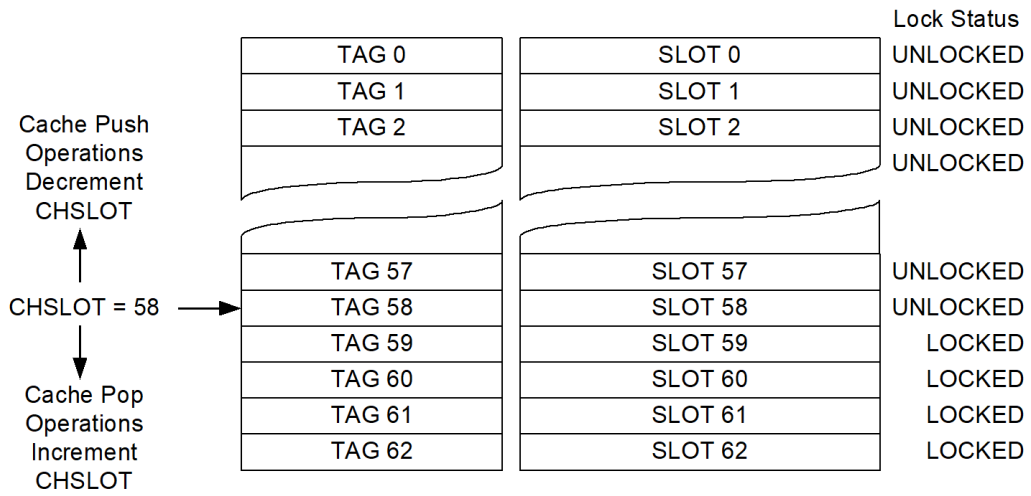 Lock Status
TAG 0 SLOT 0 UNLOCKED
TAG 1 SLOT 1 UNLOCKED
TAG 2 SLOT 2 UNLOCKED
UNLOCKED
Cache Push
Operations
Decrement
CHSLOT
TAG 57 SLOT 57 UNLOCKED
CHSLOT = 58 TAG 58 SLOT 58 UNLOCKED
TAG 59 SLOT 59 LOCKED
TAG 60 SLOT 60 LOCKED
TAG 61 SLOT 61 LOCKED
TAG 62 SLOT 62 LOCKED
Cache Pop
Operations
Increment
CHSLOT